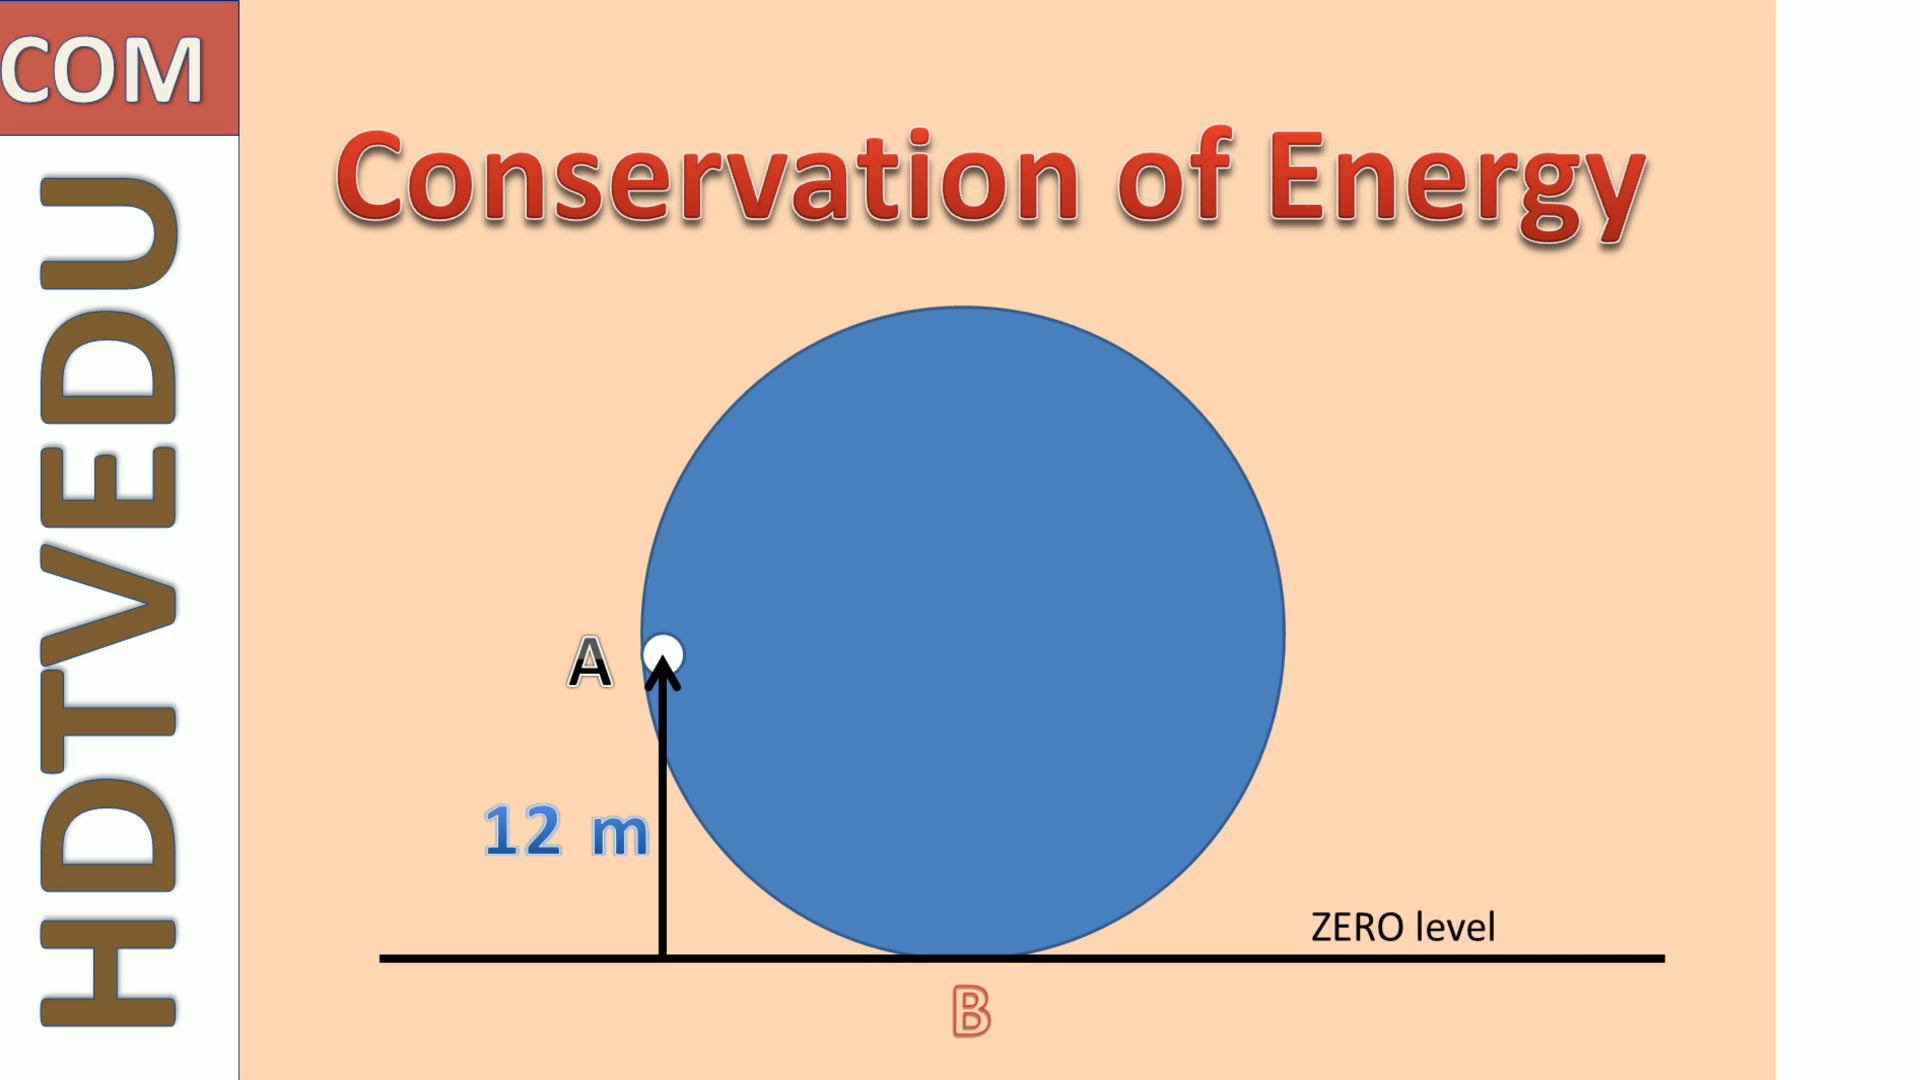 COM
HDTVEDU
Conservation of Energy
A
12 m
ZERO level
B